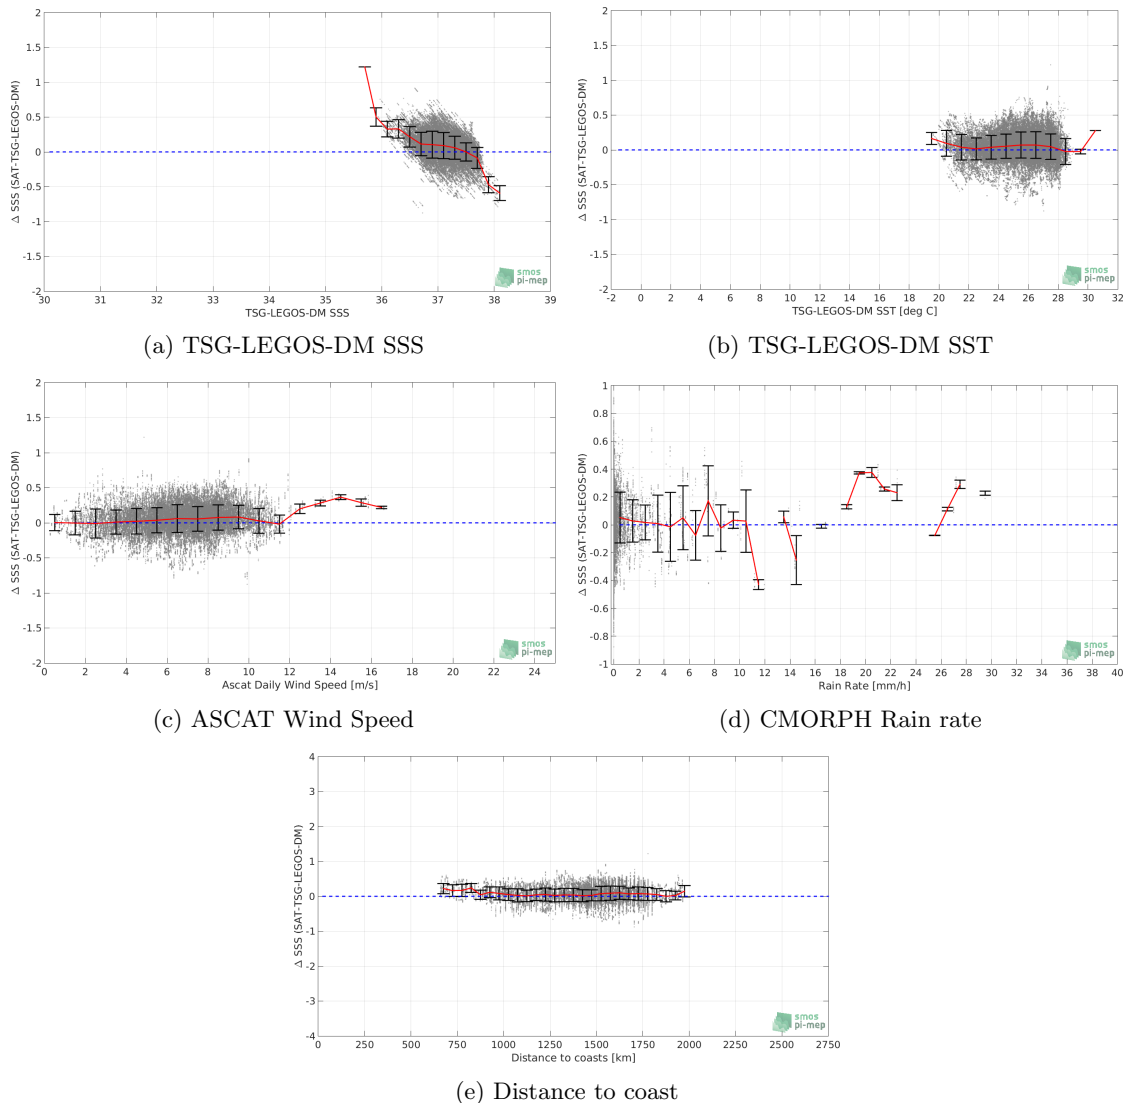 2
1.5
1
0.5
0
-0.5
-1
-1.5
-2
Δ SSS (SAT-TSG-LEGOS-DM)
30 31 32 33 34 35 36 37 38 39
TSG-LEGOS-DM SSS
smos
pi-mep
(a) TSG-LEGOS-DM SSS
2
1.5
1
0.5
0
-0.5
-1
-1.5
-2
Δ SSS (SAT-TSG-LEGOS-DM)
-2 0 2 4 6 8 10 12 14 16 18 20 22 24 26 28 30 32
TSG-LEGOS-DM SST [deg C]
smos
pi-mep
(b) TSG-LEGOS-DM SST
2
1.5
1
0.5
0
-0.5
-1
-1.5
-2
Δ SSS (SAT-TSG-LEGOS-DM)
0 2 4 6 8 10 12 14 16 18 20 22 24
Ascat Daily Wind Speed [m/s]
smos
pi-mep
(c) ASCAT Wind Speed
1
0.8
0.6
0.4
0.2
0
-0.2
-0.4
-0.6
-0.8
-1
Δ SSS (SAT-TSG-LEGOS-DM)
0 2 4 6 8 10 12 14 16 18 20 22 24 26 28 30 32 34 36 38 40
Rain Rate [mm/h]
smos
pi-mep
(d) CMORPH Rain rate
4
3
2
1
0
-1
-2
-3
-4
Δ SSS (SAT-TSG-LEGOS-DM)
0 250 500 750 1000 1250 1500 1750 2000 2250 2500 2750
Distance to coasts [km]
smos
pi-mep
(e) Distance to coast